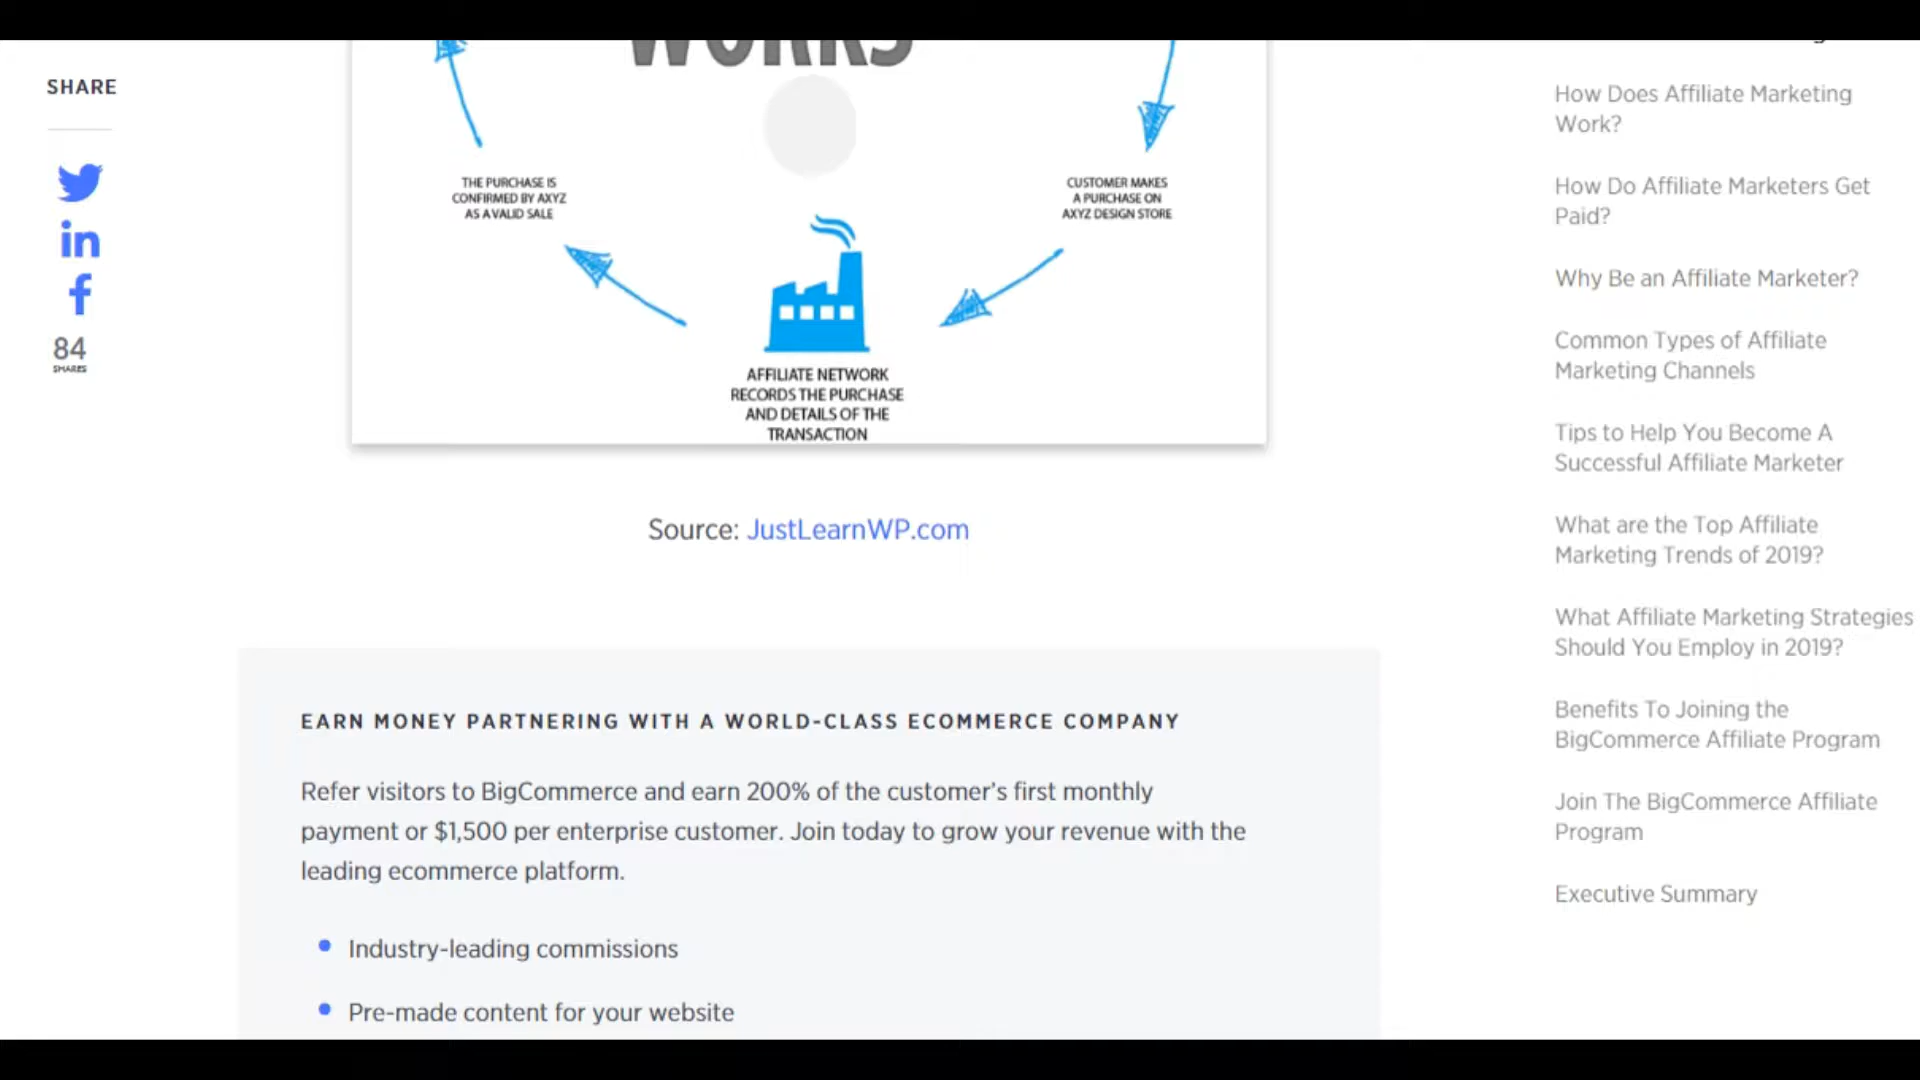 WORKS
SHARE
84
SHARES
THE PURCHASE IS
CONFIRMED BY AXYZ
AS A VALID SALE
CUSTOMER MAKES
A PURCHASE ON
AXYZ DESIGN STORE
AFFILIATE NETWORK
RECORDS THE PURCHASE
AND DETAILS OF THE
TRANSACTION
Source: JustLearnWP.com
EARN MONEY PARTNERING WITH A WORLD-CLASS ECOMMERCE COMPANY
Refer visitors to BigCommerce and earn 200% of the customer’s first monthly
payment or $1,500 per enterprise customer. Join today to grow your revenue with the
leading ecommerce platform.
Industry-leading commissions
Pre-made content for your website
How Does Affiliate Marketing
Work?
How Do Affiliate Marketers Get
Paid?
Why Be an Affiliate Marketer?
Common Types of Affiliate
Marketing Channels
Tips to Help You Become A
Successful Affiliate Marketer
What are the Top Affiliate
Marketing Trends of 2019?
What Affiliate Marketing Strategies
Should You Employ in 2019?
Benefits To Joining the
BigCommerce Affiliate Program
Join The BigCommerce Affiliate
Program
Executive Summary